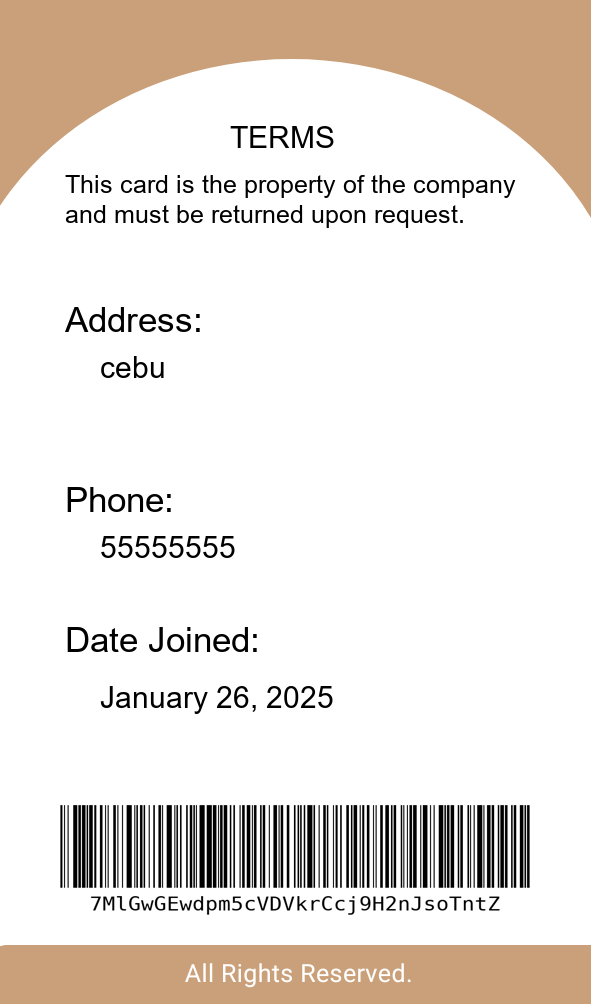 TERMS
This card is the property of the company
and must be returned upon request.
Address:
cebu
Phone:
55555555
Date Joined:
January 26, 2025
7MlGwGEwdpm5cVDVkrCcj9H2nJsoTntZ
All Rights Reserved.